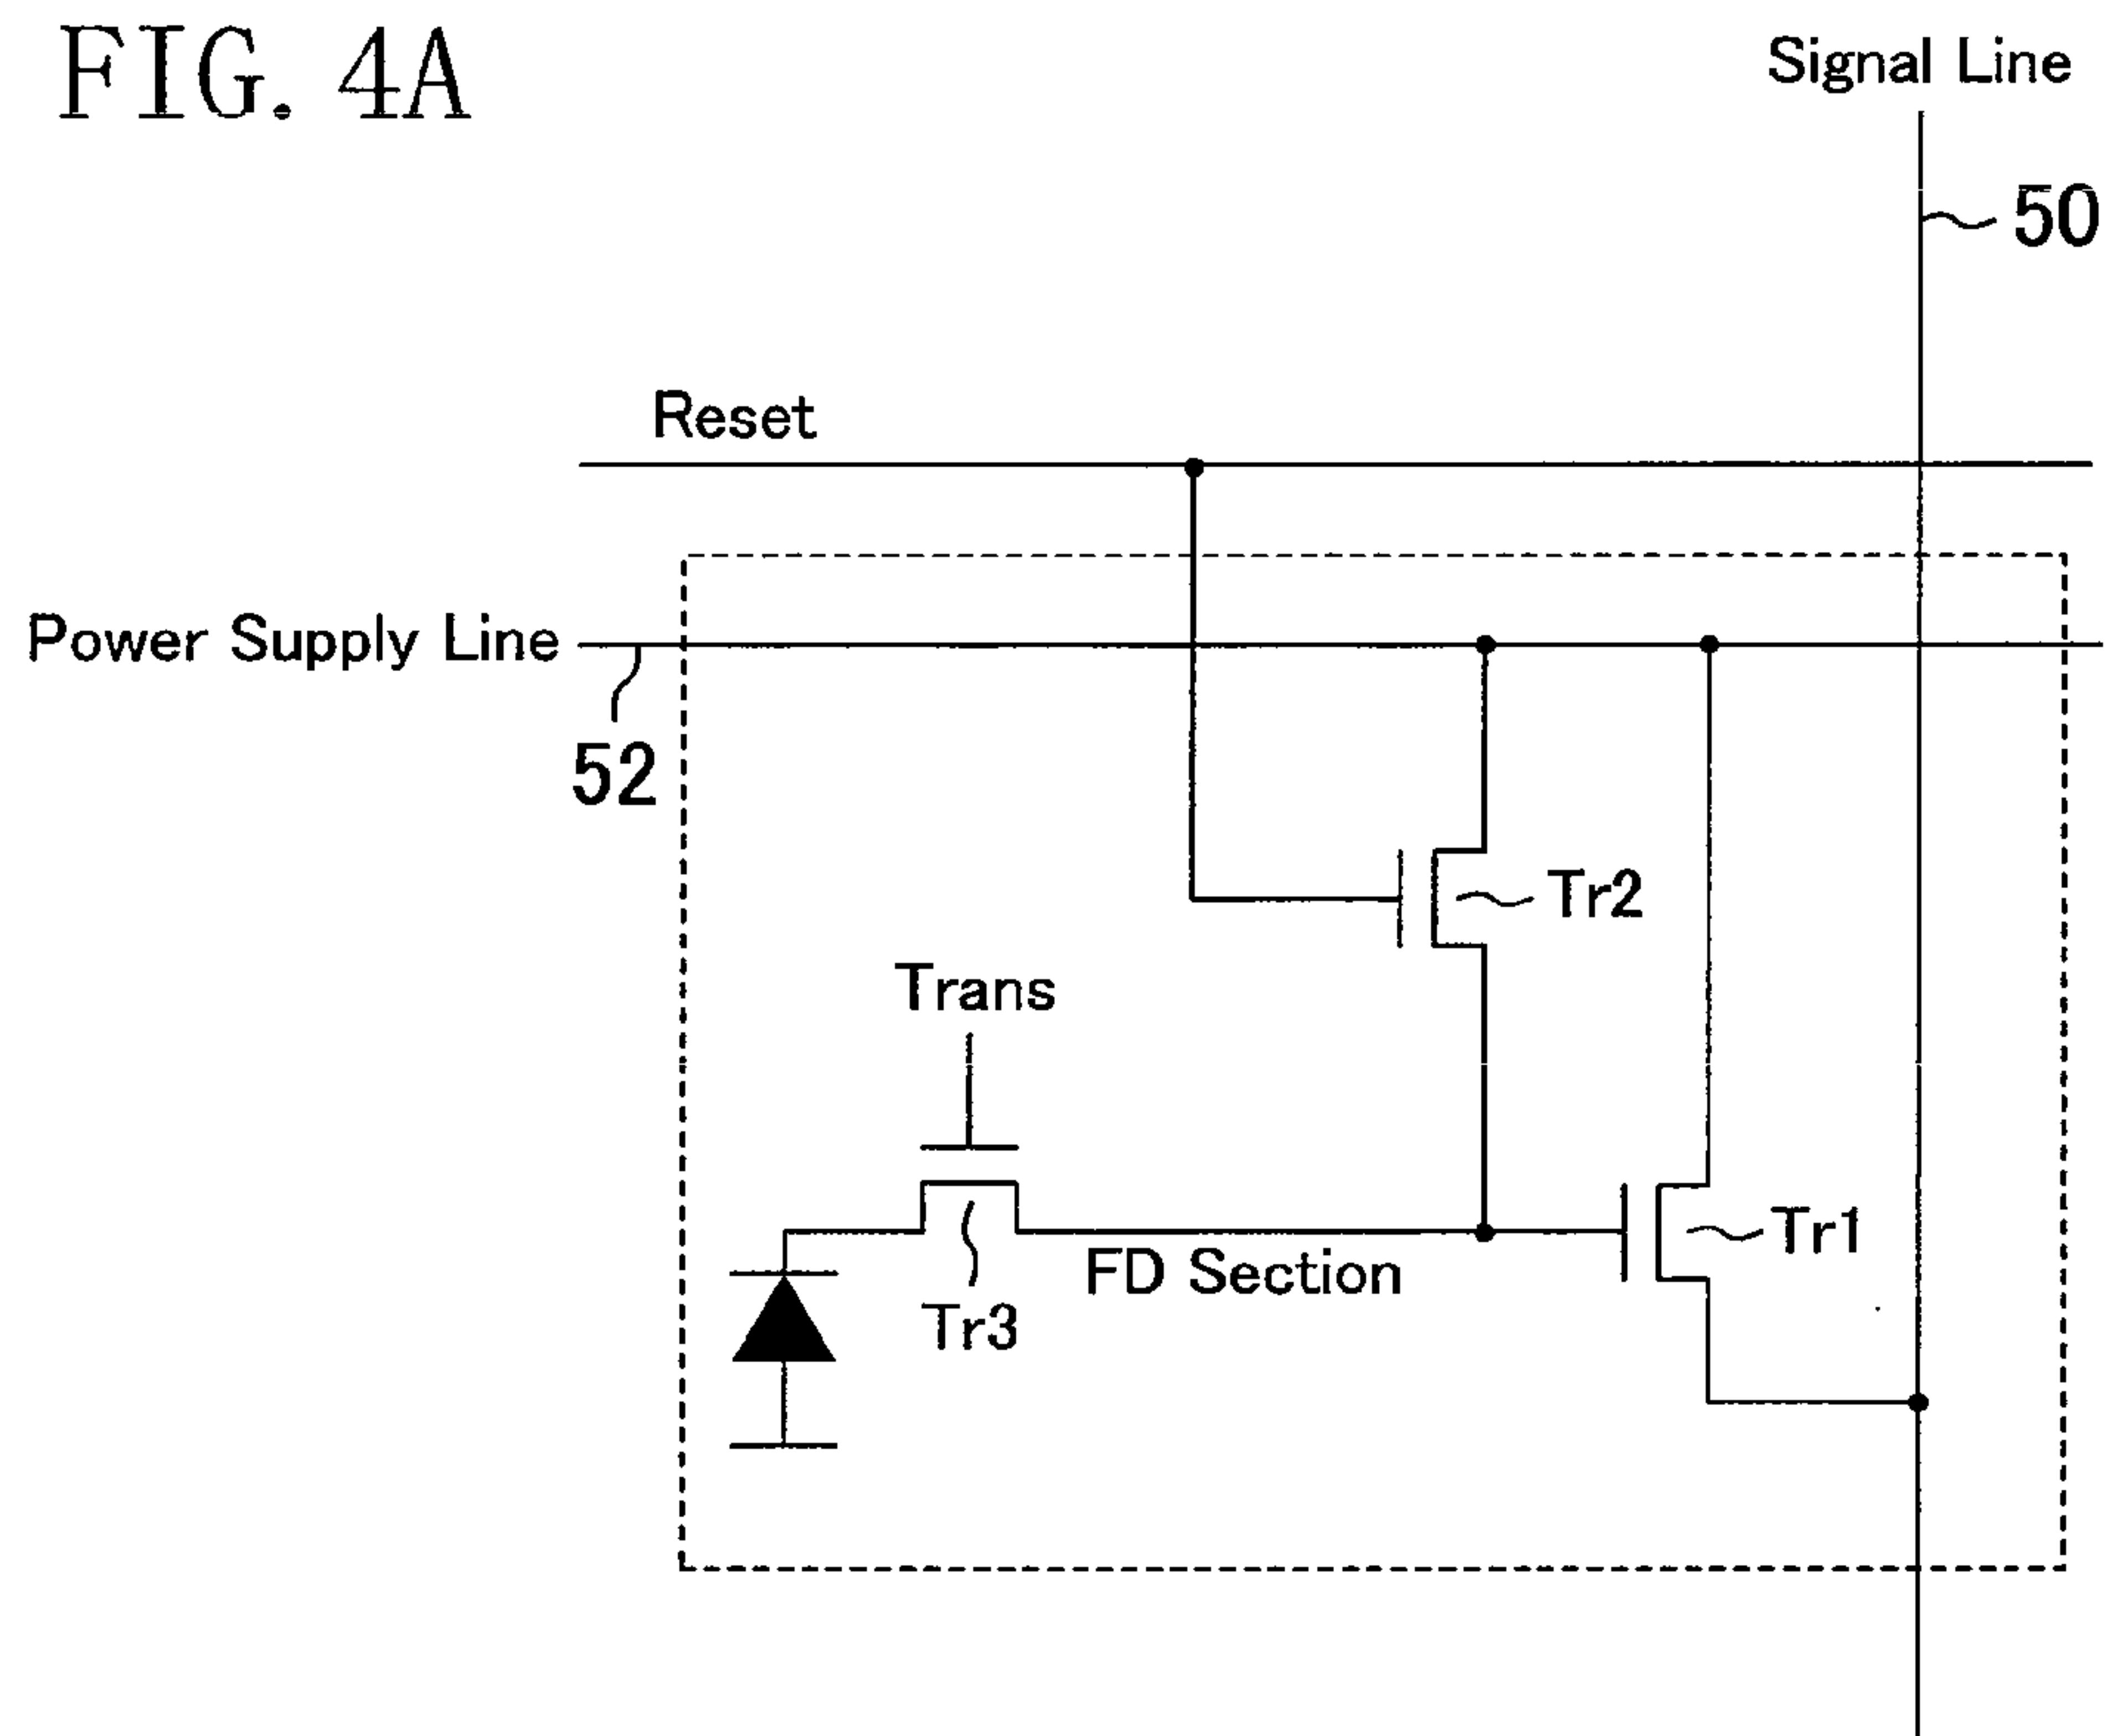 FIG. 4A
Signal Line
50
Reset
Power Supply Line
52
Tr2
Trans
Tr1
FD Section
Tr3